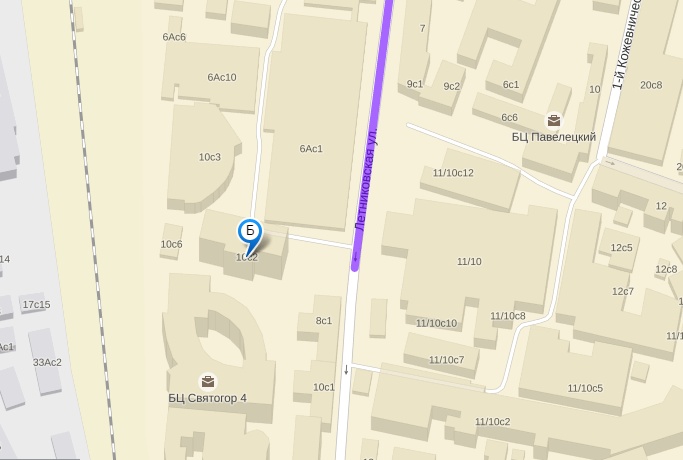 7
1-й Кожевничес
6Ас6
6Ас10
9с1
9с2
6с1
10
20с8
6с6
БЦ Павелецкий
6Ас1
10с3
Летниковская ул.
11/10с12
12
Б
10с6
10с2
12с5
14
11/10
12с8
12с7
17с15
11/10с8
8с1
11/10с10
33Ас2
11/10с7
10с1
11/10с5
БЦ Святогор 4
11/10с2